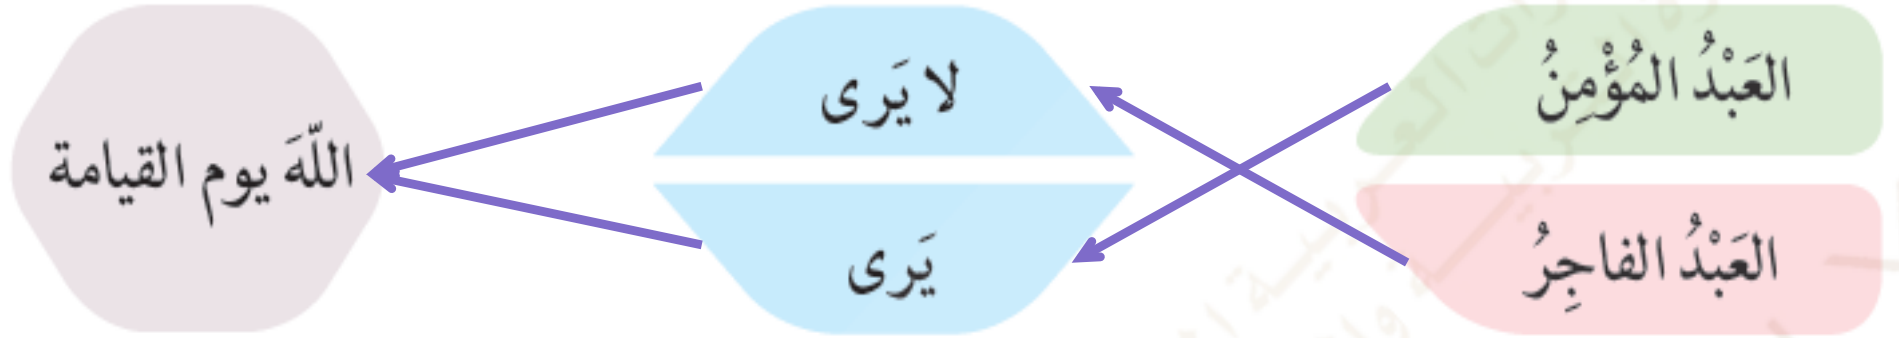 العَبْدُ المُؤْمِنُ
لا يَرى
اللّهَ يوم القيامة
العَبْدُ الفاجِرُ
يَرى